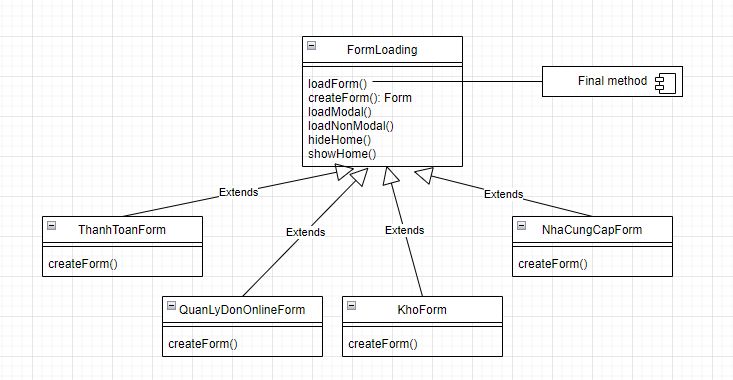 FormLoading
loadForm()
createForm(): Form
loadModal()
loadNonModal()
hideHome()
showHome()
Final method
Extends
Extends
Extends
Extends
ThanhToanForm
createForm()
NhaCungCapForm
createForm()
QuanLyDonOnlineForm
createForm()
KhoForm
createForm()